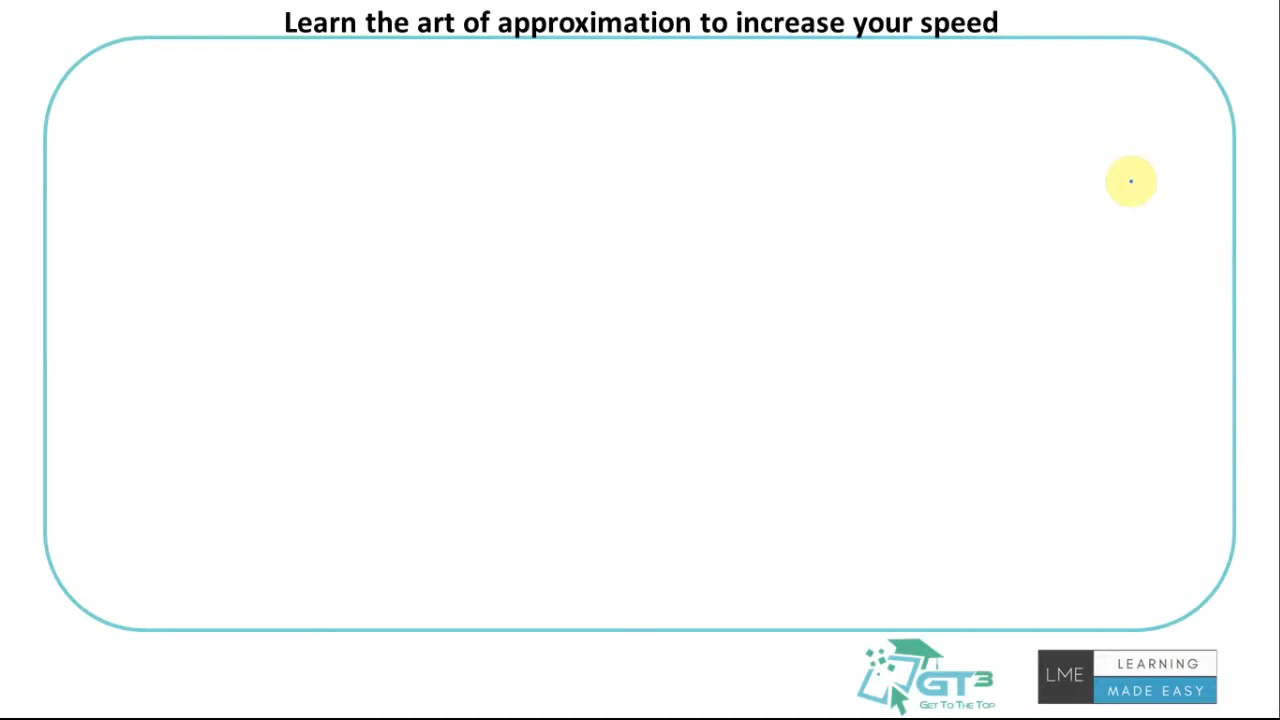 Learn the art of approximation to increase your speed
GT3
GET TO THE TOP
LME
LEARNING
MADE EASY